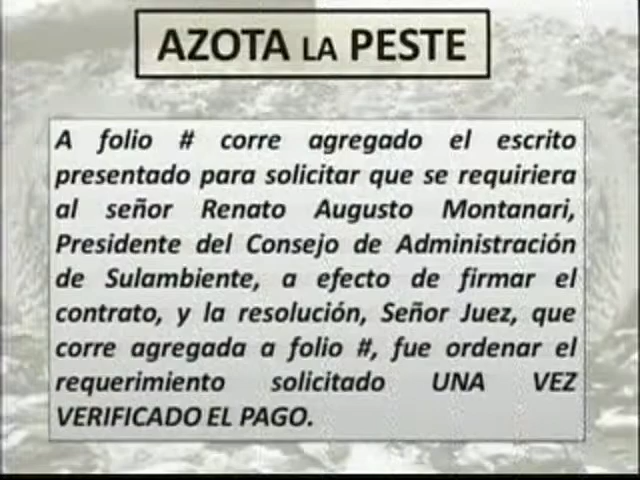 AZOTA LA PESTE
A folio # corre agregado el escrito
presentado para solicitar que se requiriera
al señor Renato Augusto Montanari,
Presidente del Consejo de Administración
de Sulambiente, a efecto de firmar el
contrato, y la resolución, Señor Juez, que
corre agregada a folio #, fue ordenar el
requerimiento solicitado UNA VEZ
VERIFICADO EL PAGO.